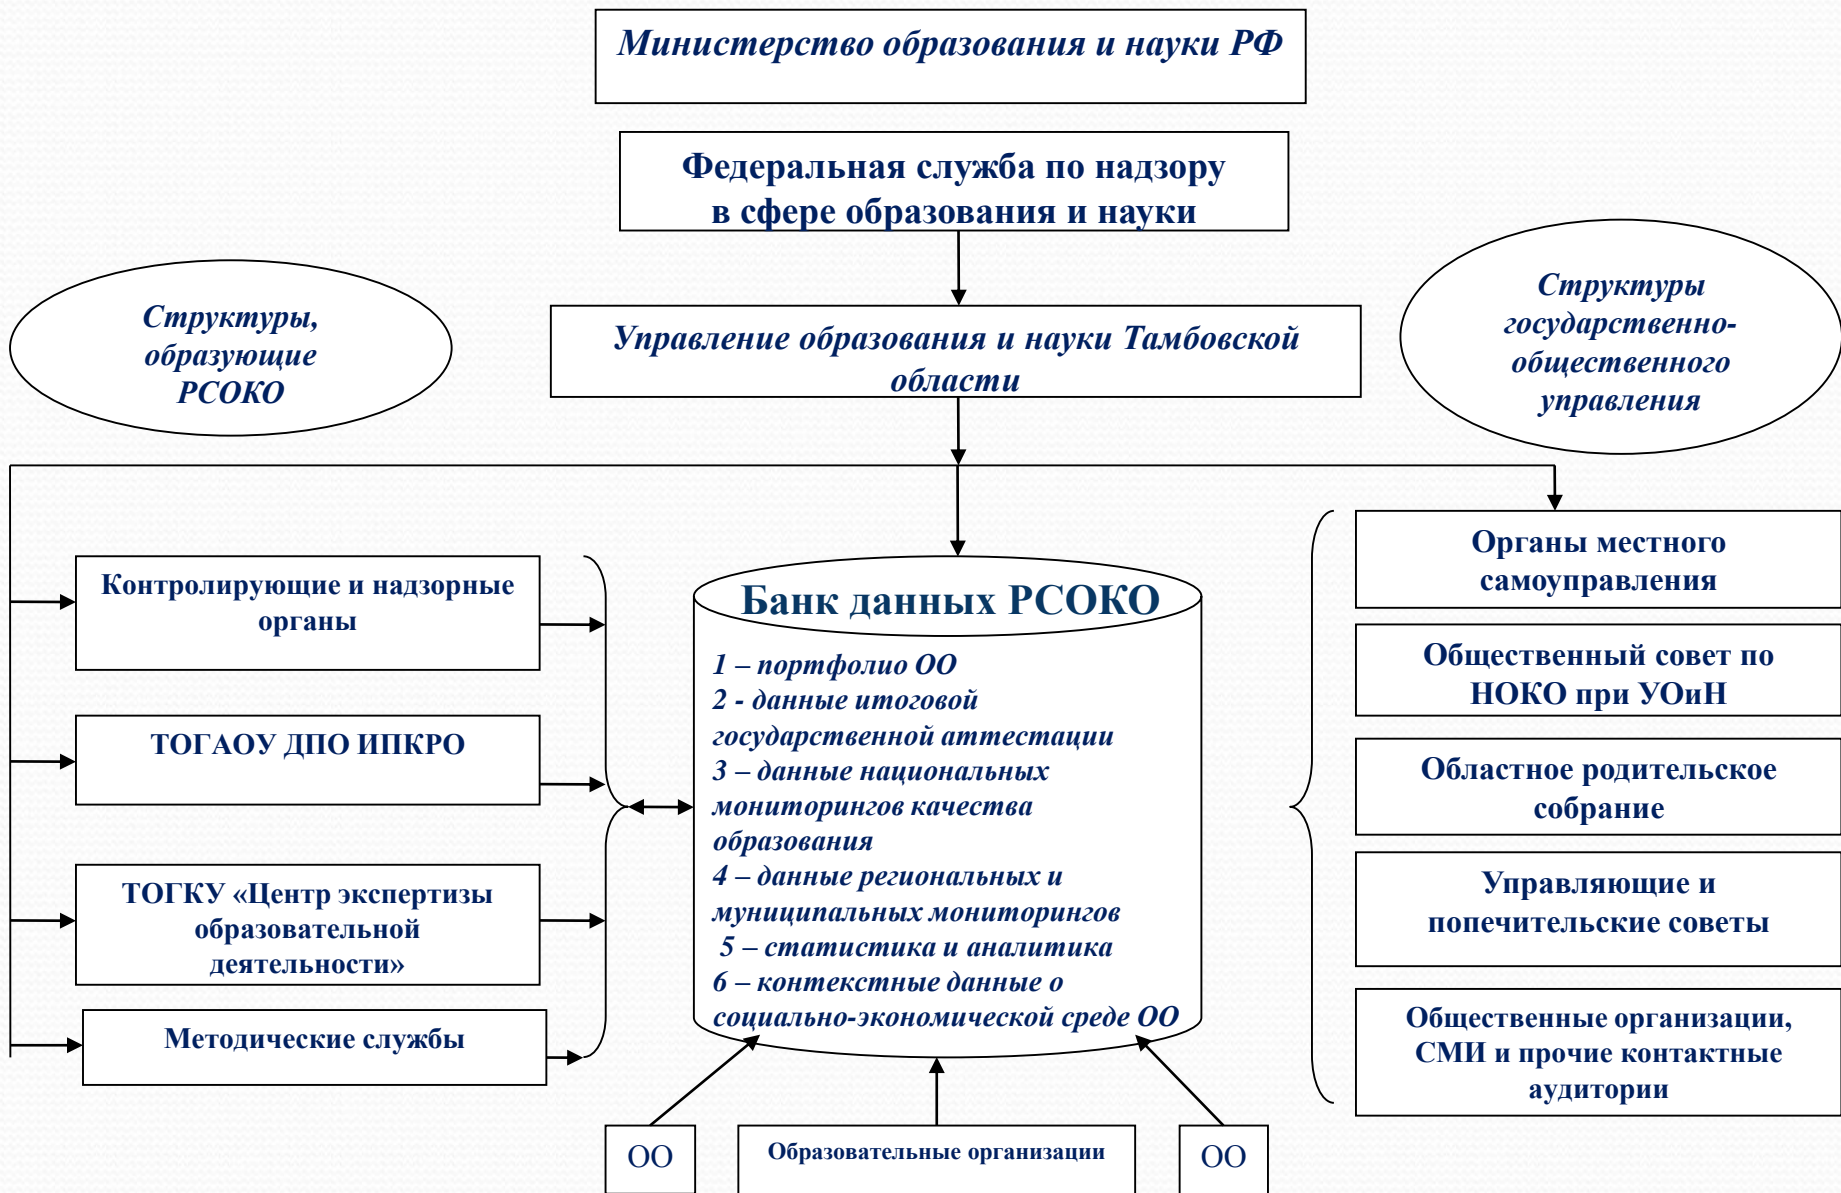 Министерство образования и науки РФ
Федеральная служба по надзору
в сфере образования и науки
Структуры,
образующие
РСОКО
Управление образования и науки Тамбовской
области
Структуры
государственно-
общественного
управления
Контролирующие и надзорные
органы
ТОГАОУ ДПО ИПКРО
ТОГКУ «Центр экспертизы
образовательной
деятельности»
Методические службы
Банк данных РСОКО
1 – портфолио ОО
2 - данные итоговой
государственной аттестации
3 – данные национальных
мониторингов качества
образования
4 – данные региональных и
муниципальных мониторингов
5 – статистика и аналитика
6 – контекстные данные о
социально-экономической среде ОО
Органы местного
самоуправления
Общественный совет по
НОКО при УОиН
Областное родительское
собрание
Управляющие и
попечительские советы
Общественные организации,
СМИ и прочие контактные
аудитории
ОО
Образовательные организации
ОО